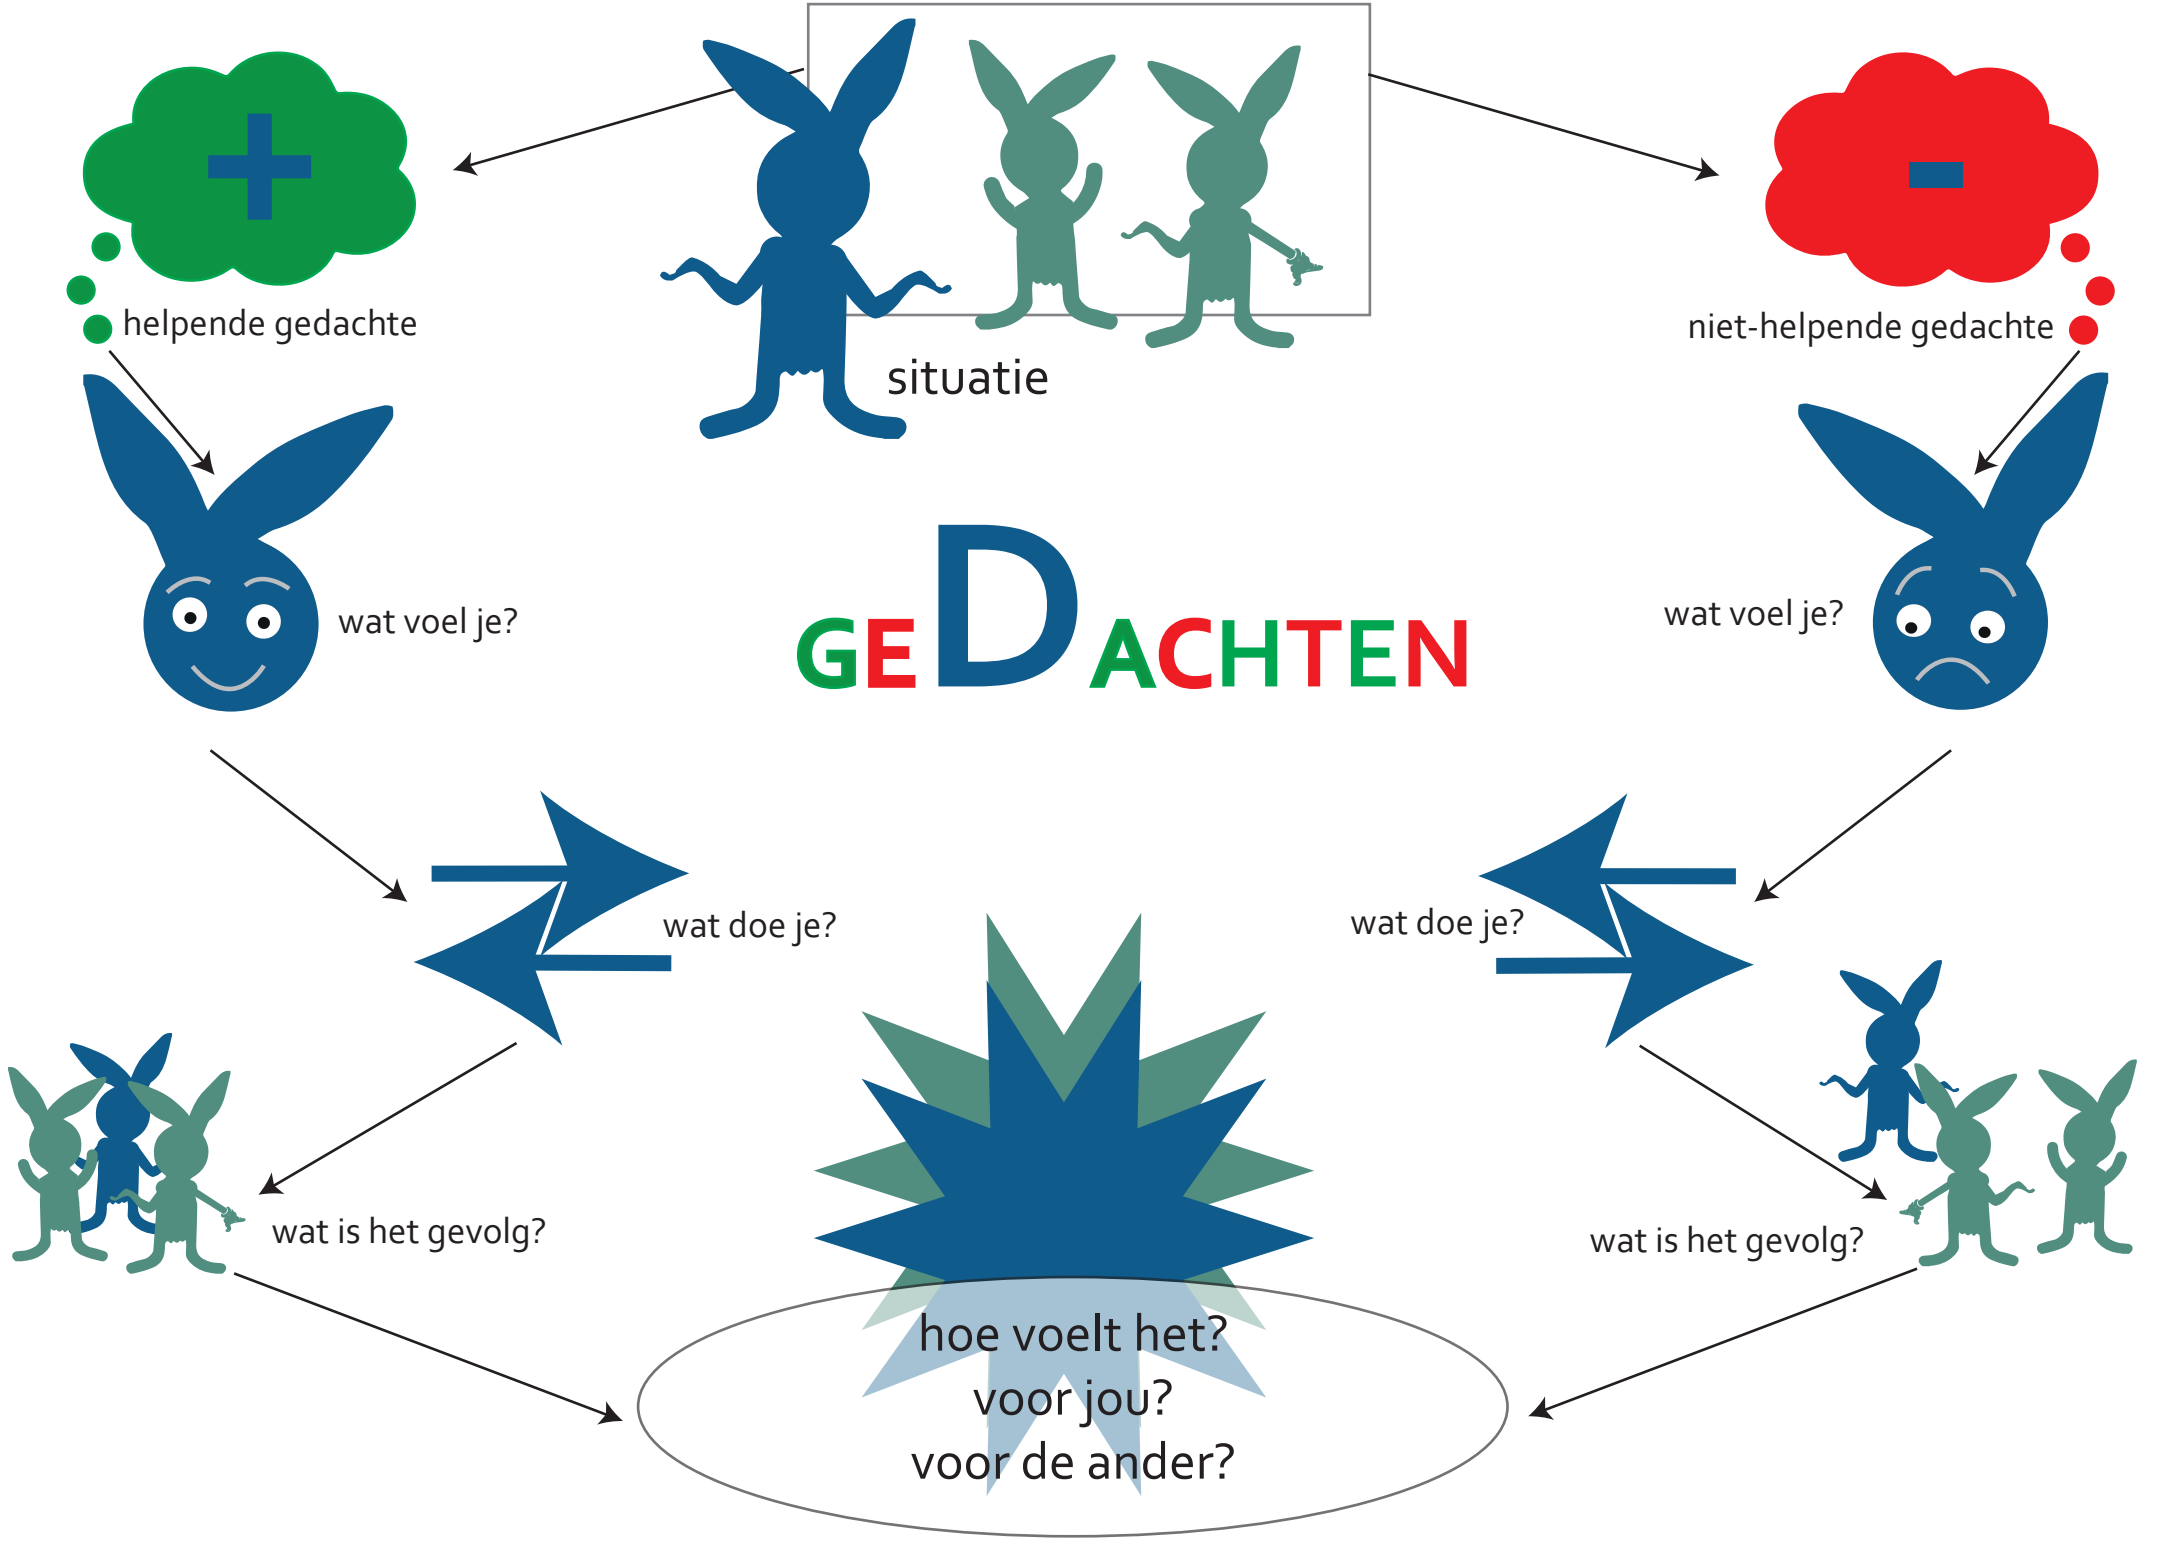 helpende gedachte
niet-helpende gedachte
situatie
GEDACHTEN
wat voel je?
wat voel je?
wat doe je?
wat doe je?
wat is het gevolg?
wat is het gevolg?
hoe voelt het?
voor jou?
voor de ander?